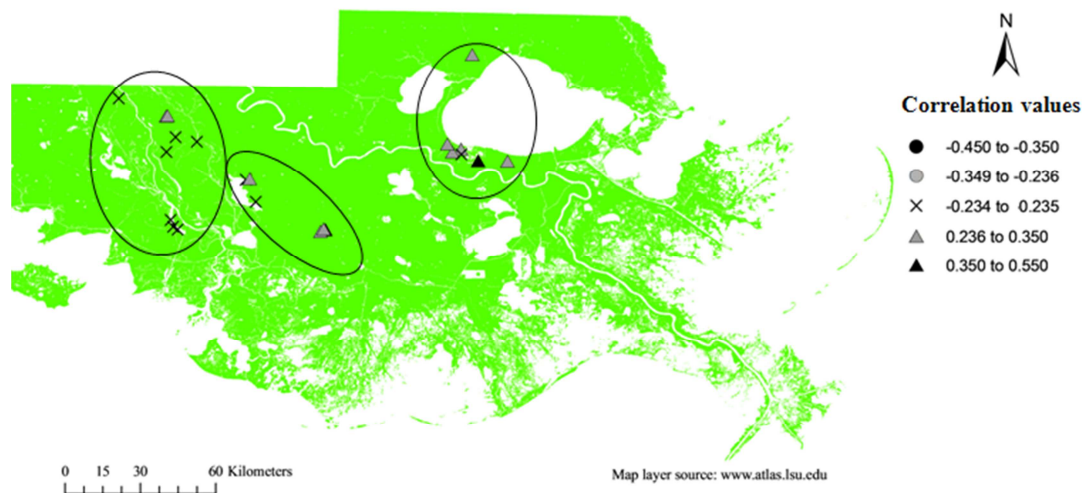 N
Correlation values
-0.450 to -0.350
-0.349 to -0.236
-0.234 to 0.235
0.236 to 0.350
0.350 to 0.550
0 15 30 60 Kilometers
Map layer source: www.atlas.lsu.edu